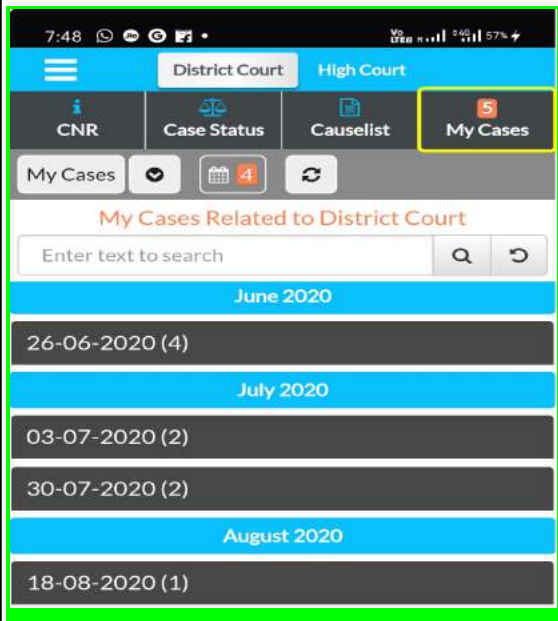 7:48
Vo LTE 57%
District Court High Court
CNR Case Status Causelist 5 My Cases
My Cases 4
My Cases Related to District Court
Enter text to search
June 2020
26-06-2020 (4)
July 2020
03-07-2020 (2)
30-07-2020 (2)
August 2020
18-08-2020 (1)